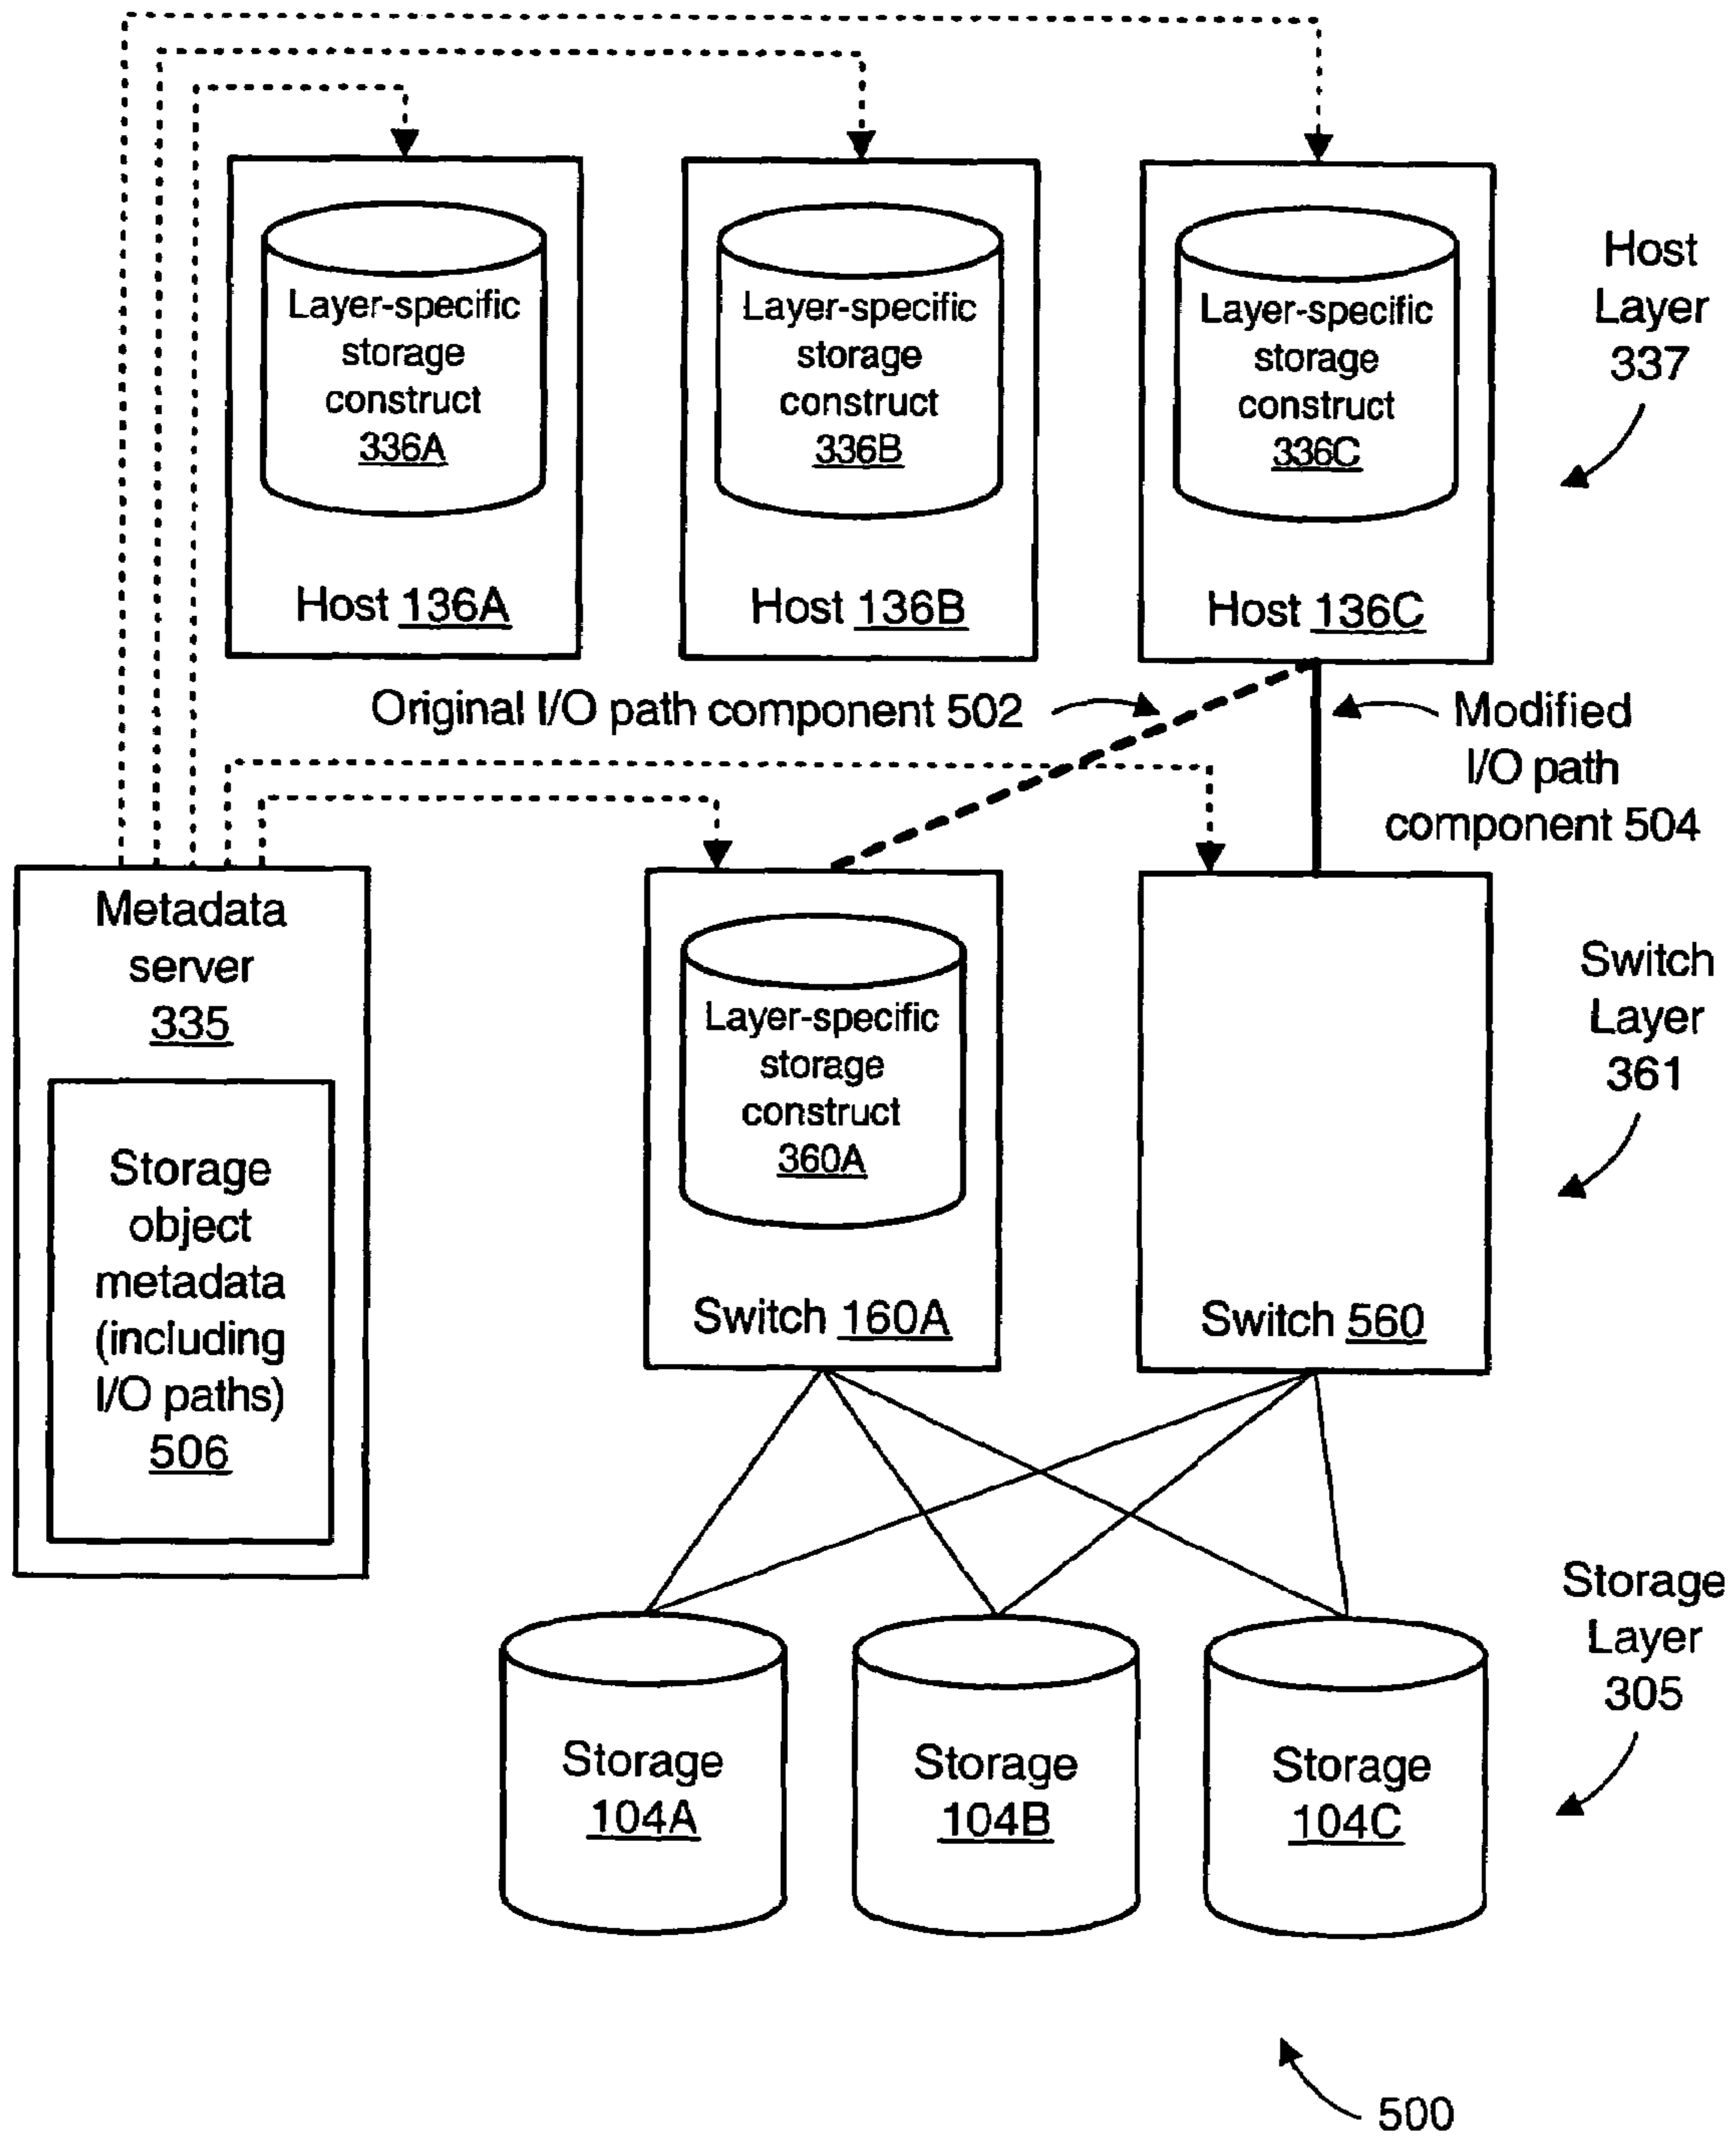 Layer-specific
storage
construct
336A
Host 136A
Layer-specific
storage
construct
336B
Host 136B
Layer-specific
storage
construct
336C
Host 136C
Host
Layer
337
Original I/O path component 502
Modified
I/O path
component 504
Metadata
server
335
Storage
object
metadata
(including
I/O paths)
506
Layer-specific
storage
construct
360A
Switch 160A
Switch 560
Switch
Layer
361
Storage
104A
Storage
104B
Storage
104C
Storage
Layer
305
500